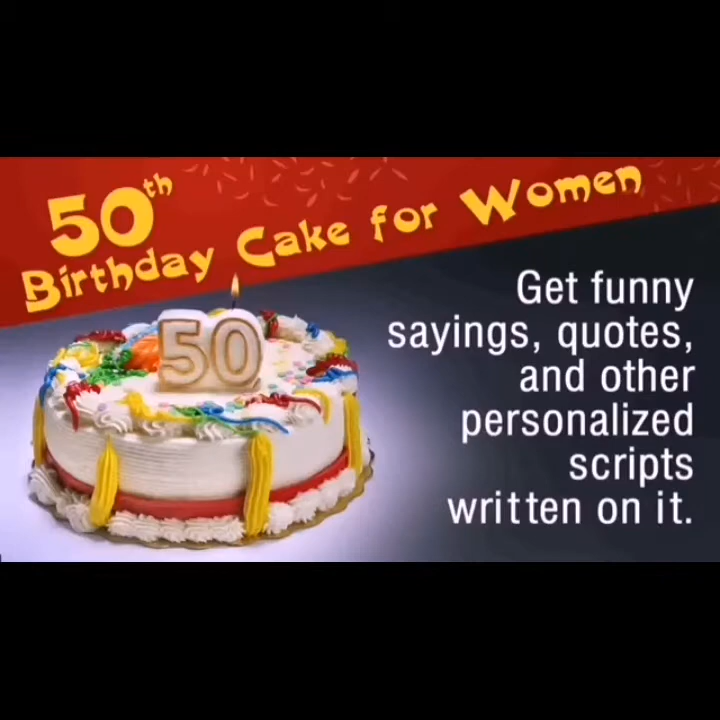 50th
Birthday Cake for Women
50
Get funny
sayings, quotes,
and other
personalized
scripts
written on it.